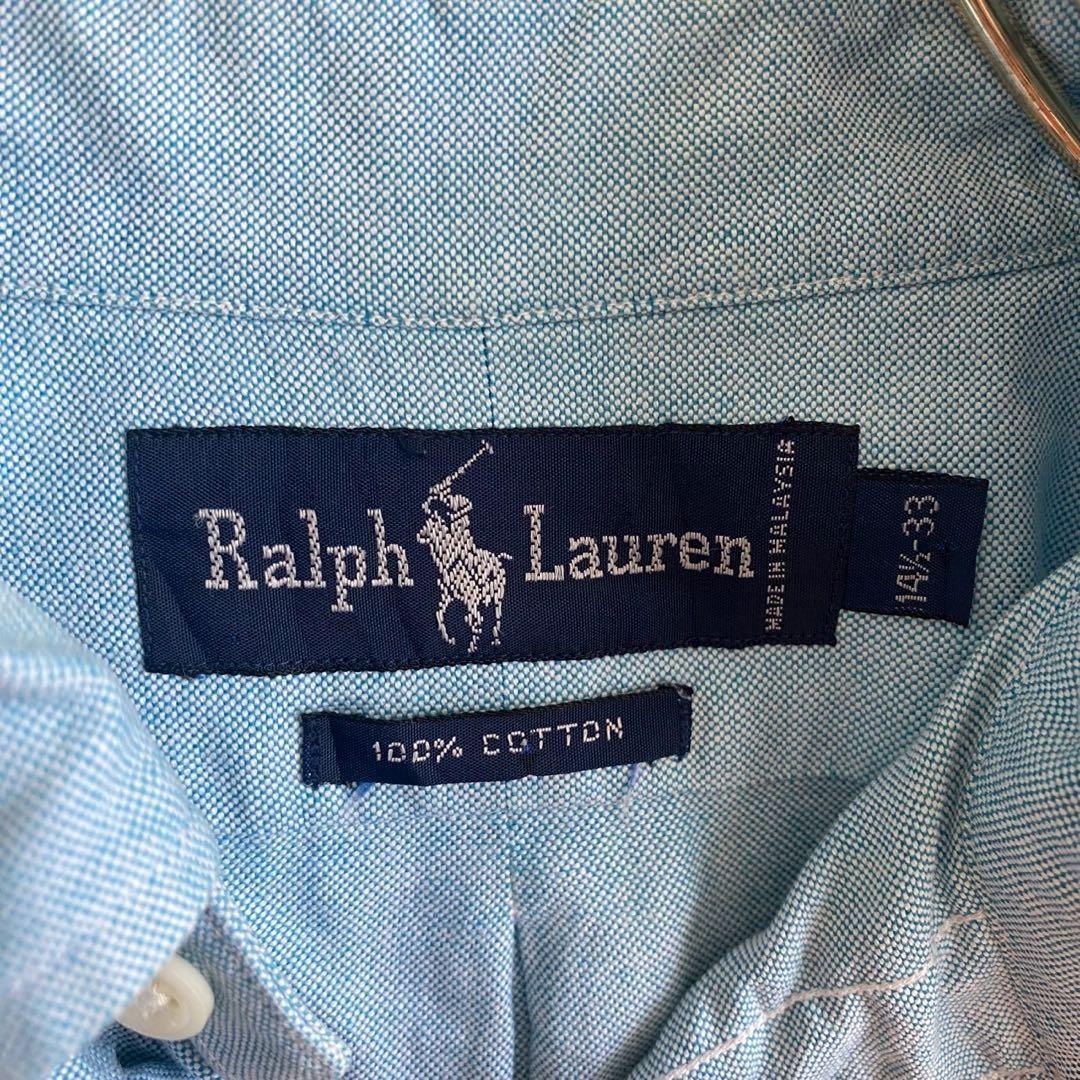 Ralph Lauren
MADE IN MALAYSIA
14½-33
100% COTTON